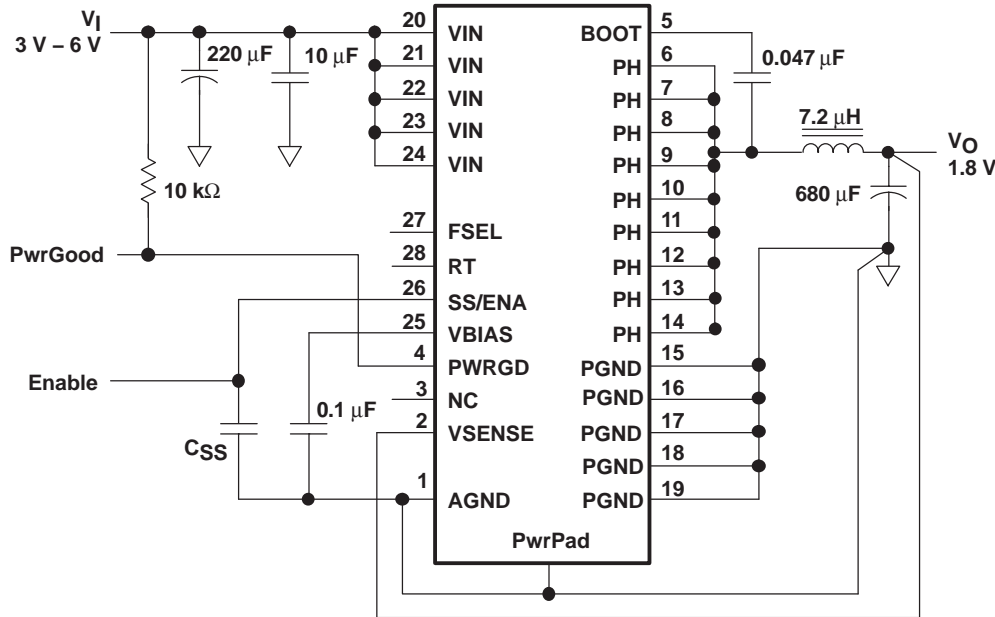 VI
3 V – 6 V
220 μF
10 μF
10 kΩ
PwrGood
Enable
CSS
0.1 μF
20 VIN
21 VIN
22 VIN
23 VIN
24 VIN
27 FSEL
28 RT
26 SS/ENA
25 VBIAS
4 PWRGD
3 NC
2 VSENSE
1 AGND
BOOT 5
PH 6
PH 7
PH 8
PH 9
PH 10
PH 11
PH 12
PH 13
PH 14
PGND 15
PGND 16
PGND 17
PGND 18
PGND 19
PwrPad
0.047 μF
7.2 μH
VO
1.8 V
680 μF